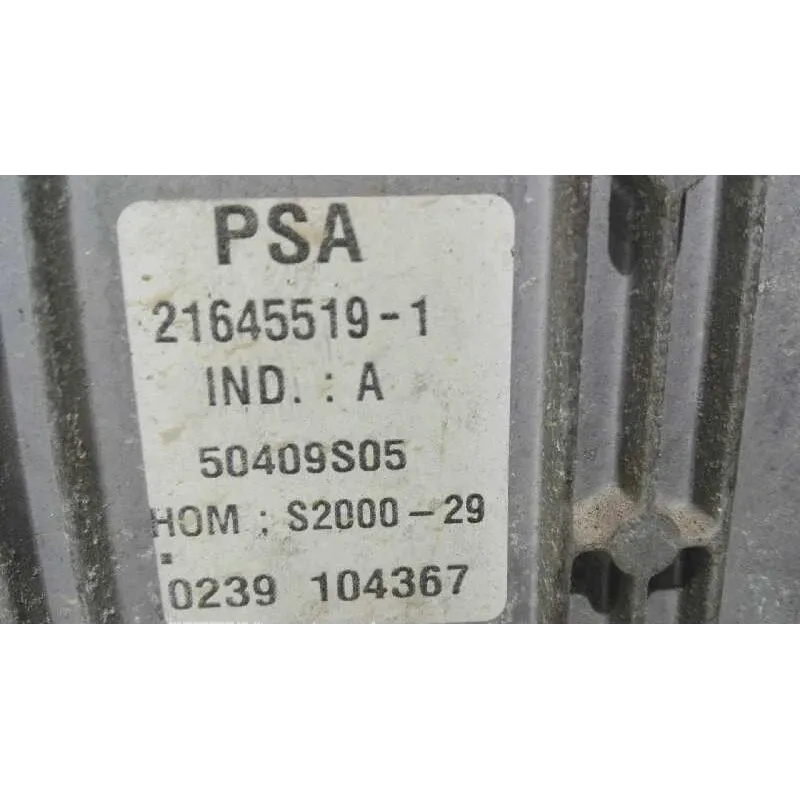 PSA
21645519-1
IND. : A
50409S05
HOM : S2000-29
0239 104367